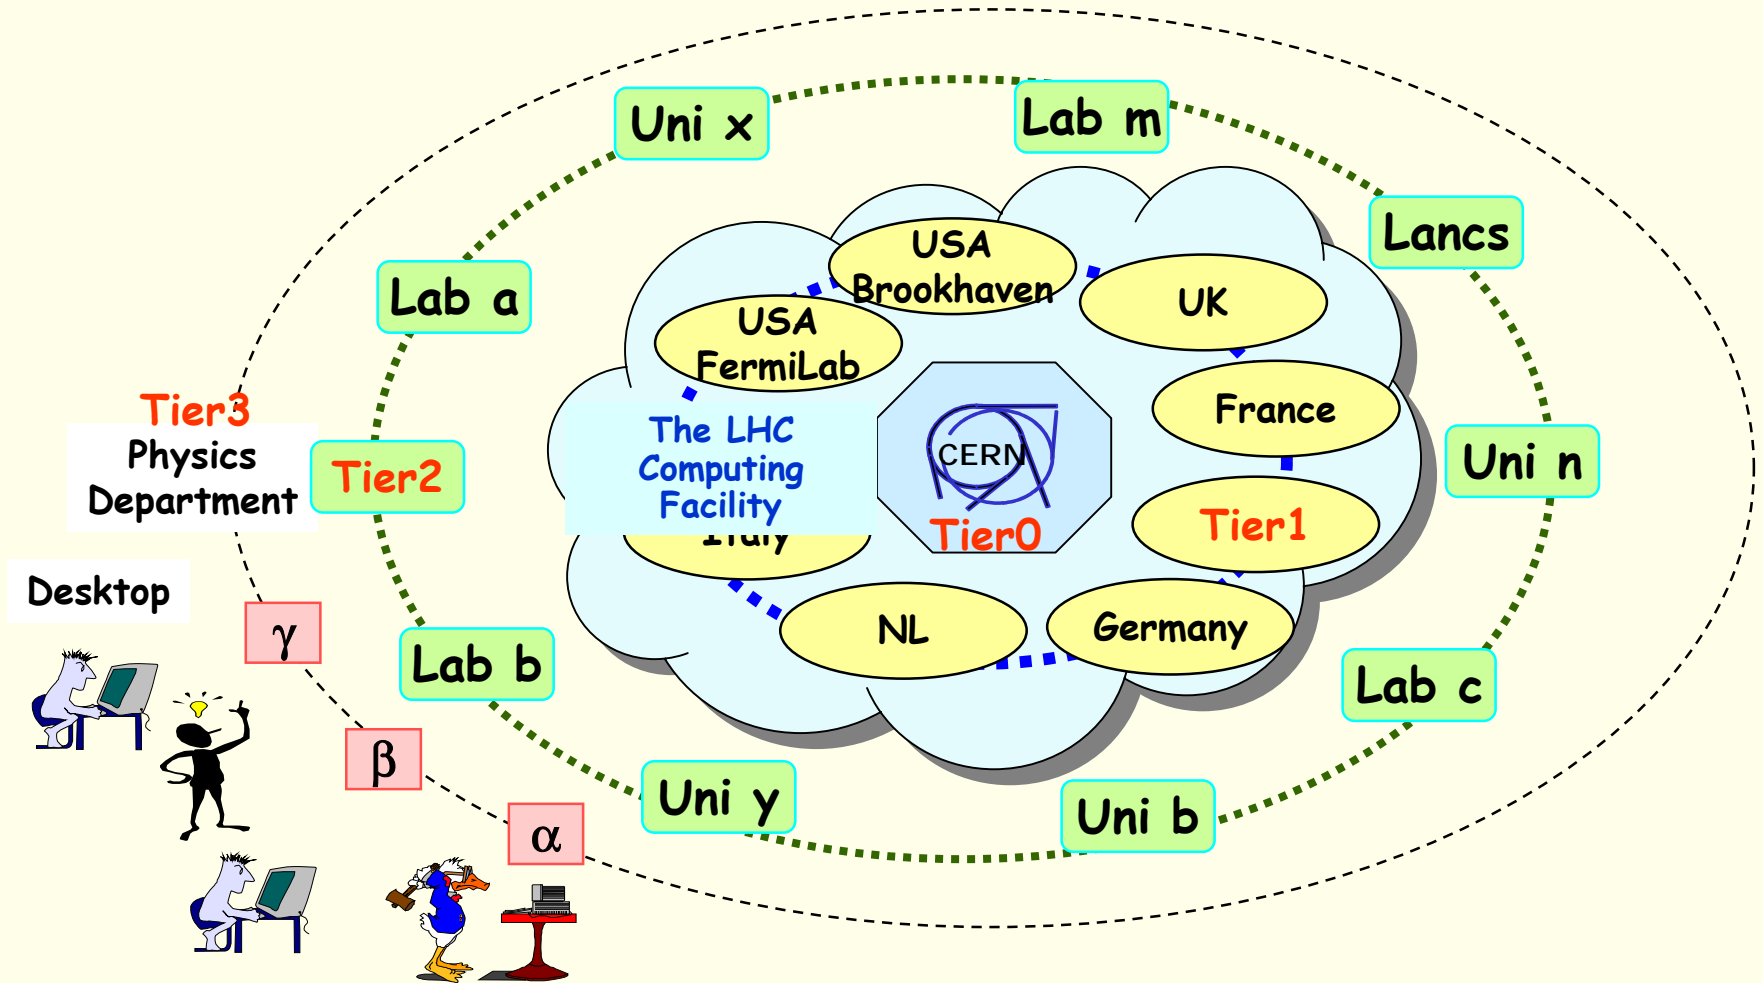 Uni x
Lab m
Lancs
USA
Brookhaven
Lab a
UK
USA
FermiLab
Tier3
Physics
Department
Tier2
The LHC
Computing
Facility
CERN
Tier0
France
Uni n
Tier1
Italy
Desktop
γ
Lab b
NL
Germany
Lab c
β
Uni y
α
Uni b